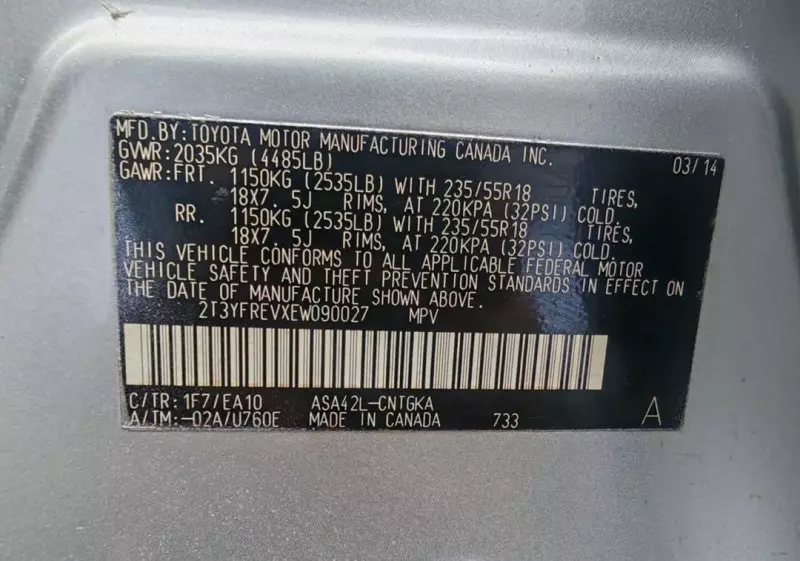 MFD.BY:TOYOTA MOTOR MANUFACTURING CANADA INC.
GVWR:2035KG (4485LB) 03/14
GAWR:FRT. 1150KG (2535LB) WITH 235/55R18 TIRES,
18X7.5J RIMS, AT 220KPA (32PSI) COLD.
RR. 1150KG (2535LB) WITH 235/55R18 TIRES,
18X7.5J RIMS, AT 220KPA (32PSI) COLD.
THIS VEHICLE CONFORMS TO ALL APPLICABLE FEDERAL MOTOR
VEHICLE SAFETY AND THEFT PREVENTION STANDARDS IN EFFECT ON
THE DATE OF MANUFACTURE SHOWN ABOVE.
2T3YFREVXEW090027 MPV
C/TR:1F7/EA10 ASA42L-CNTGKA
A/TM:-02A/U760E MADE IN CANADA 733 A